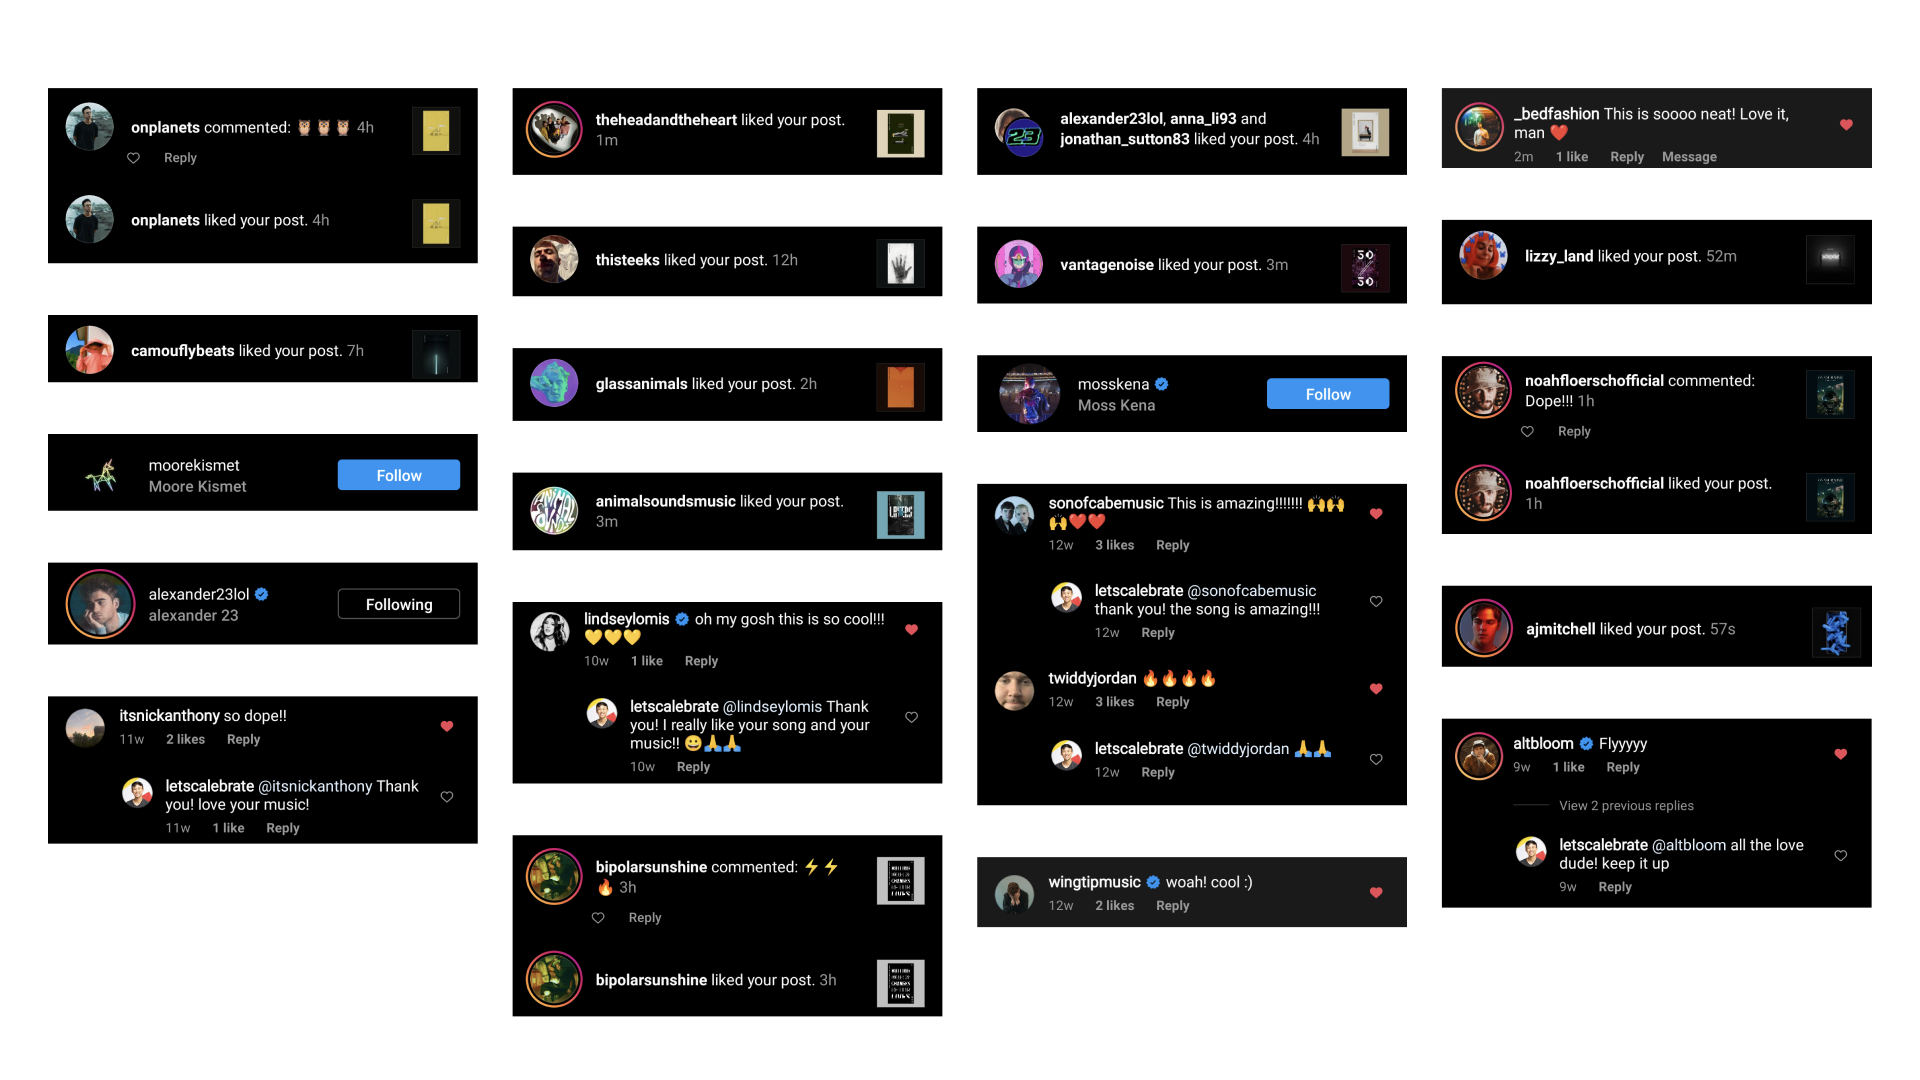 onplanets commented: 🦉🦉🦉 4h
Reply
onplanets liked your post. 4h
camouflybeats liked your post. 7h
moorekismet
Moore Kismet
Follow
alexander23lol
alexander 23
Following
itsnickanthony so dope!!
11w 2 likes Reply
letscalebrate @itsnickanthony Thank
you! love your music!
11w 1 like Reply
theheadandtheheart liked your post.
1m
thisteeks liked your post. 12h
glassanimals liked your post. 2h
animalsoundsmusic liked your post.
3m
LAYERS
lindseylomis oh my gosh this is so cool!!!
💛💛💛
10w 1 like Reply
letscalebrate @lindseylomis Thank
you! I really like your song and your
music!! 😀🙏🙏
10w Reply
bipolarsunshine commented: ⚡⚡
🔥 3h
Reply
bipolarsunshine liked your post. 3h
alexander23lol, anna_li93 and
jonathan_sutton83 liked your post. 4h
23
vantagenoise liked your post. 3m
mosskena
Moss Kena
Follow
sonofcabemusic This is amazing!!!!!!! 🙌🙌
🙌❤️❤️
12w 3 likes Reply
letscalebrate @sonofcabemusic
thank you! the song is amazing!!!
12w Reply
twiddyjordan 🔥🔥🔥🔥
12w 3 likes Reply
letscalebrate @twiddyjordan 🙏🙏
12w Reply
wingtipmusic woah! cool :)
12w 2 likes Reply
_bedfashion This is soooo neat! Love it,
man ❤️
2m 1 like Reply Message
lizzy_land liked your post. 52m
noahfloerschofficial commented:
Dope!!! 1h
Reply
noahfloerschofficial liked your post.
1h
ajmitchell liked your post. 57s
altbloom Flyyyyy
9w 1 like Reply
View 2 previous replies
letscalebrate @altbloom all the love
dude! keep it up
9w Reply